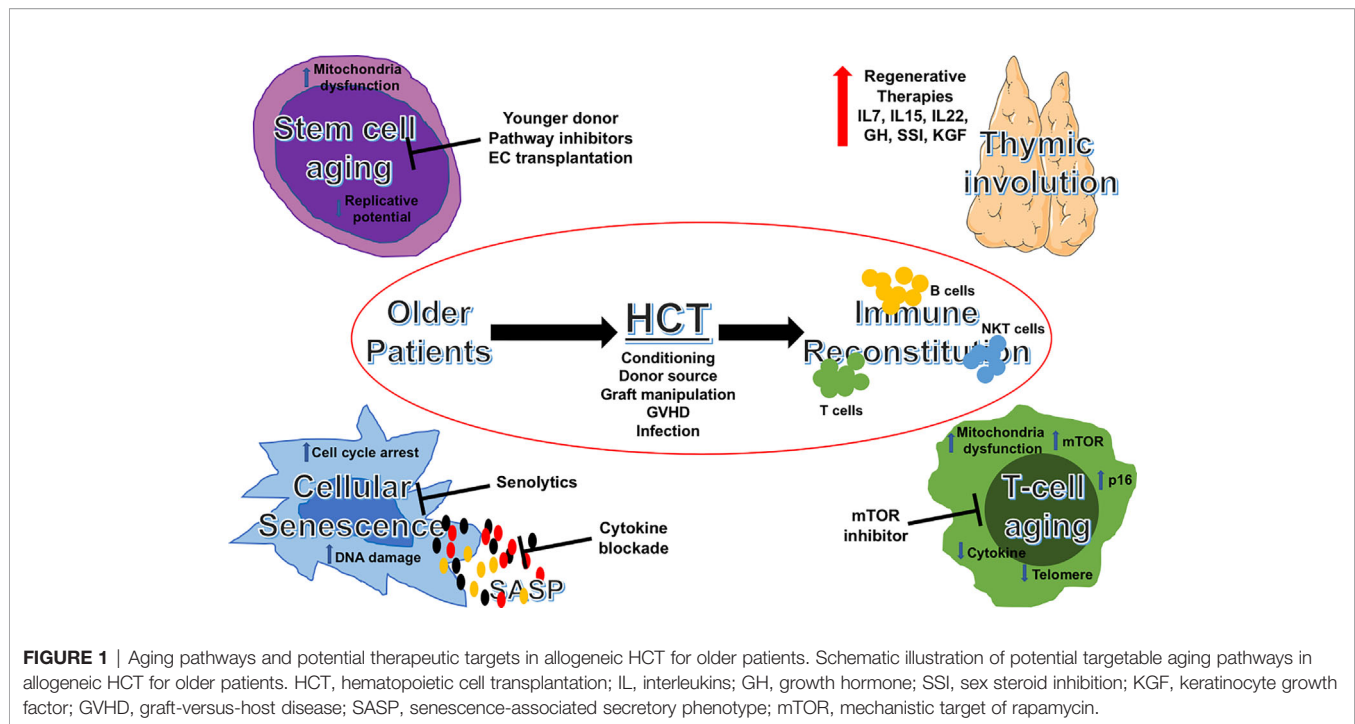 Mitochondria
dysfunction
Stem cell
aging
Replicative
potential
Younger donor
Pathway inhibitors
EC transplantation
Regenerative
Therapies
IL7, IL15, IL22,
GH, SSI, KGF
Thymic
involution
Older
Patients
HCT
Conditioning
Donor source
Graft manipulation
GVHD
Infection
B cells
Immune
NKT cells
Reconstitution
T cells
Cell cycle arrest
Cellular
Senescence
DNA damage
Senolytics
Cytokine
blockade
SASP
Mitochondria
dysfunction
mTOR
p16
T-cell
aging
mTOR
inhibitor
Cytokine
Telomere
FIGURE 1 | Aging pathways and potential therapeutic targets in allogeneic HCT for older patients. Schematic illustration of potential targetable aging pathways in
allogeneic HCT for older patients. HCT, hematopoietic cell transplantation; IL, interleukins; GH, growth hormone; SSI, sex steroid inhibition; KGF, keratinocyte growth
factor; GVHD, graft-versus-host disease; SASP, senescence-associated secretory phenotype; mTOR, mechanistic target of rapamycin.